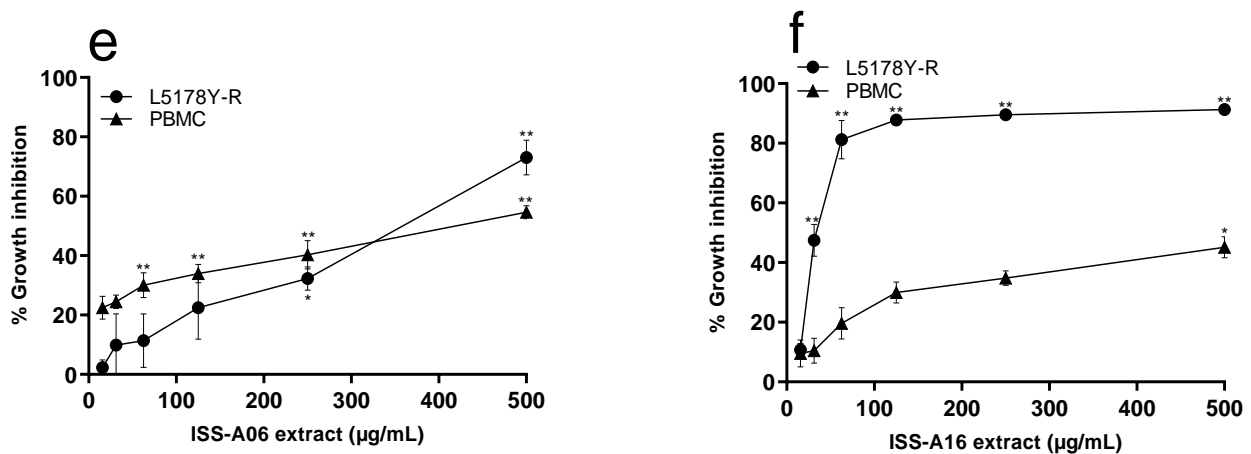 e
L5178Y-R
PBMC
% Growth inhibition
100
80
60
40
20
0
** ** ** ** * ** **
0 100 200 300 400 500
ISS-A06 extract (µg/mL)
f
L5178Y-R
PBMC
% Growth inhibition
100
80
60
40
20
0
** ** ** ** ** *
0 100 200 300 400 500
ISS-A16 extract (µg/mL)